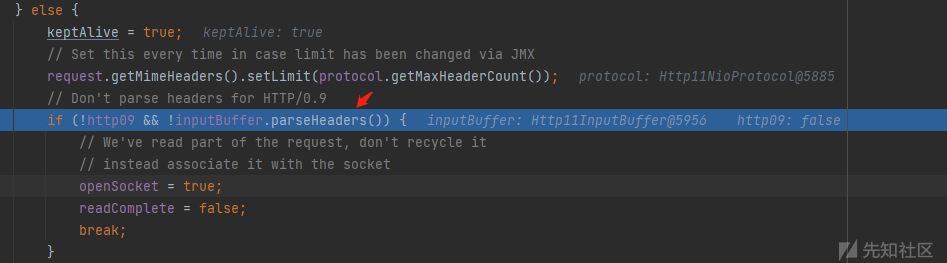 } else {
keptAlive = true; keptAlive: true
// Set this every time in case limit has been changed via JMX
request.getMimeHeaders().setLimit(protocol.getMaxHeaderCount()); protocol: Http11NioProtocol@5885
// Don't parse headers for HTTP/0.9
if (!http09 && !inputBuffer.parseHeaders()) { inputBuffer: Http11InputBuffer@5956 http09: false
// We've read part of the request, don't recycle it
// instead associate it with the socket
openSocket = true;
readComplete = false;
break;
}
先知社区